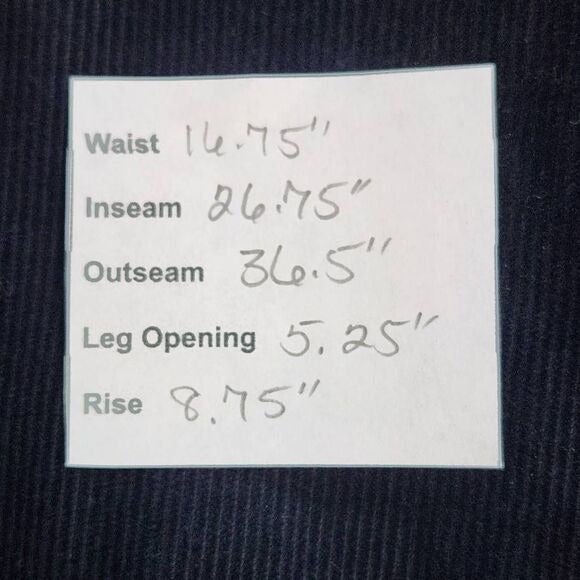 Waist 16.75"
Inseam 26.75"
Outseam 36.5"
Leg Opening 5.25"
Rise 8.75"